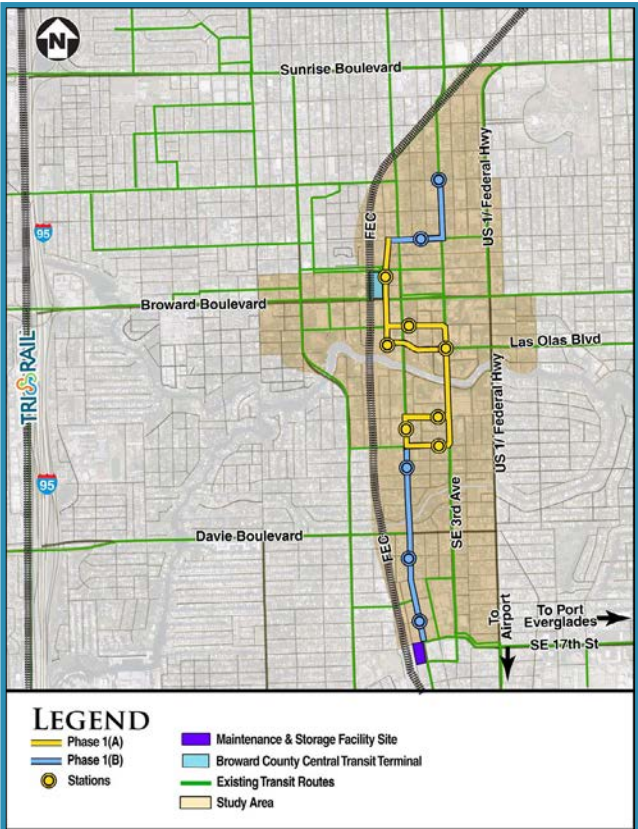 N
Sunrise Boulevard
US 1/ Federal Hwy
FEC
95
Broward Boulevard
Las Olas Blvd
TRI RAIL
US 1/ Federal Hwy
95
SE 3rd Ave
Davie Boulevard
FEC
To Airport
To Port
Everglades
SE 17th St
LEGEND
Phase 1(A)
Phase 1(B)
Stations
Maintenance & Storage Facility Site
Broward County Central Transit Terminal
Existing Transit Routes
Study Area